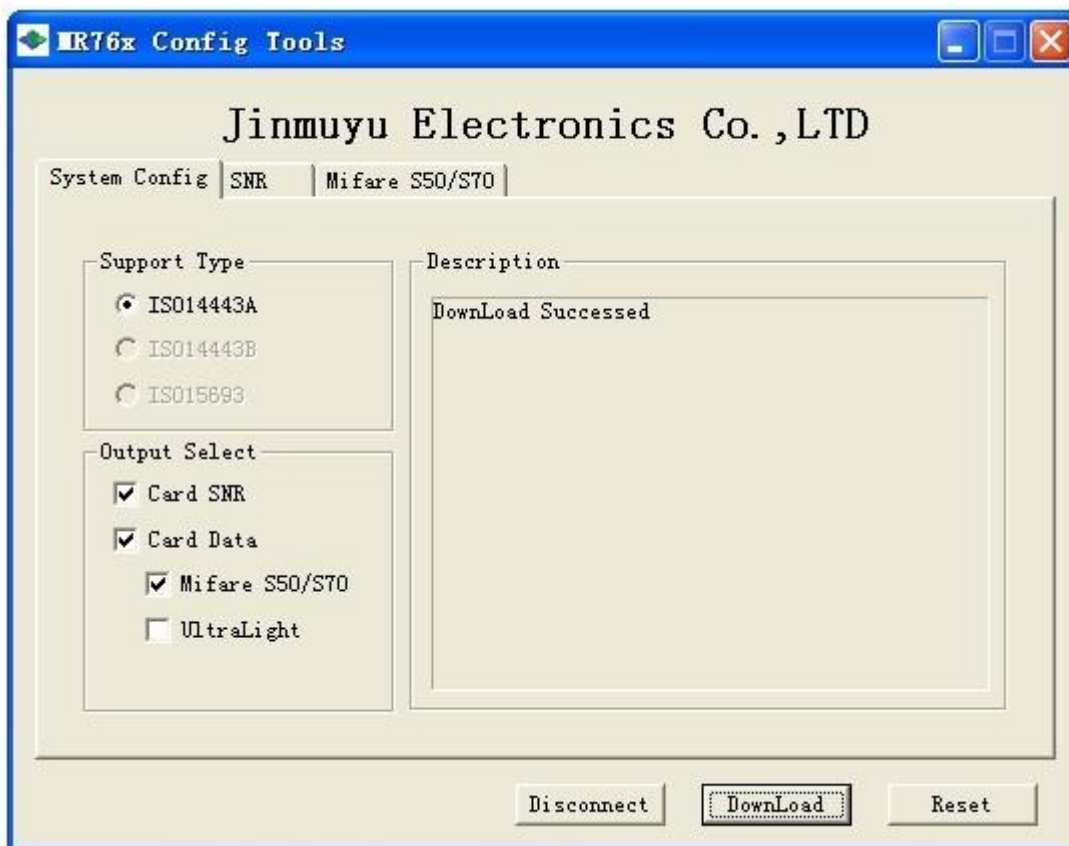 MR76x Config Tools
Jinmuyu Electronics Co.,LTD
System Config SNR Mifare S50/S70
Support Type
ISO14443A
ISO14443B
ISO15693
Output Select
Card SNR
Card Data
Mifare S50/S70
UltraLight
Description
DownLoad Successed
Disconnect DownLoad Reset